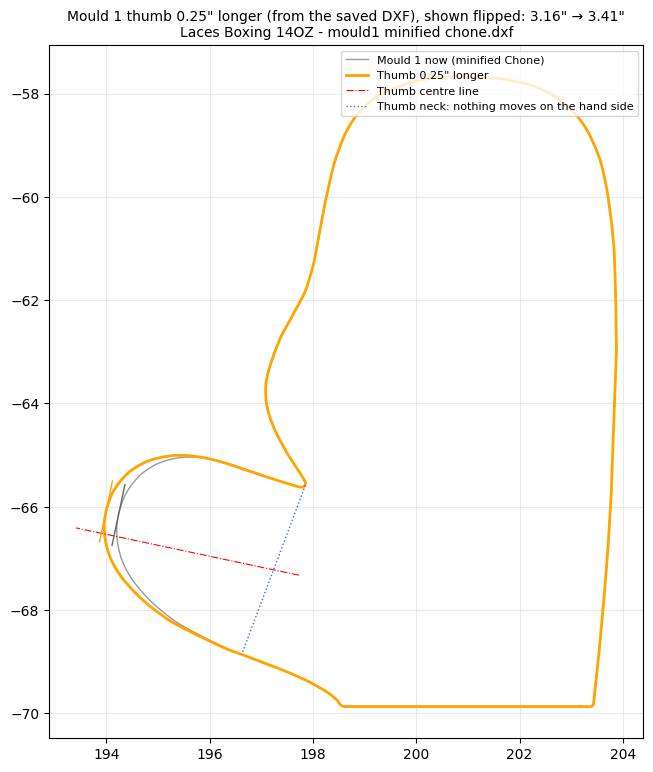 Mould 1 thumb 0.25" longer (from the saved DXF), shown flipped: 3.16" → 3.41"
Laces Boxing 14OZ - mould1 minified chone.dxf
Mould 1 now (minified Chone)
Thumb 0.25" longer
Thumb centre line
Thumb neck: nothing moves on the hand side
−58
−60
−62
−64
−66
−68
−70
194
196
198
200
202
204